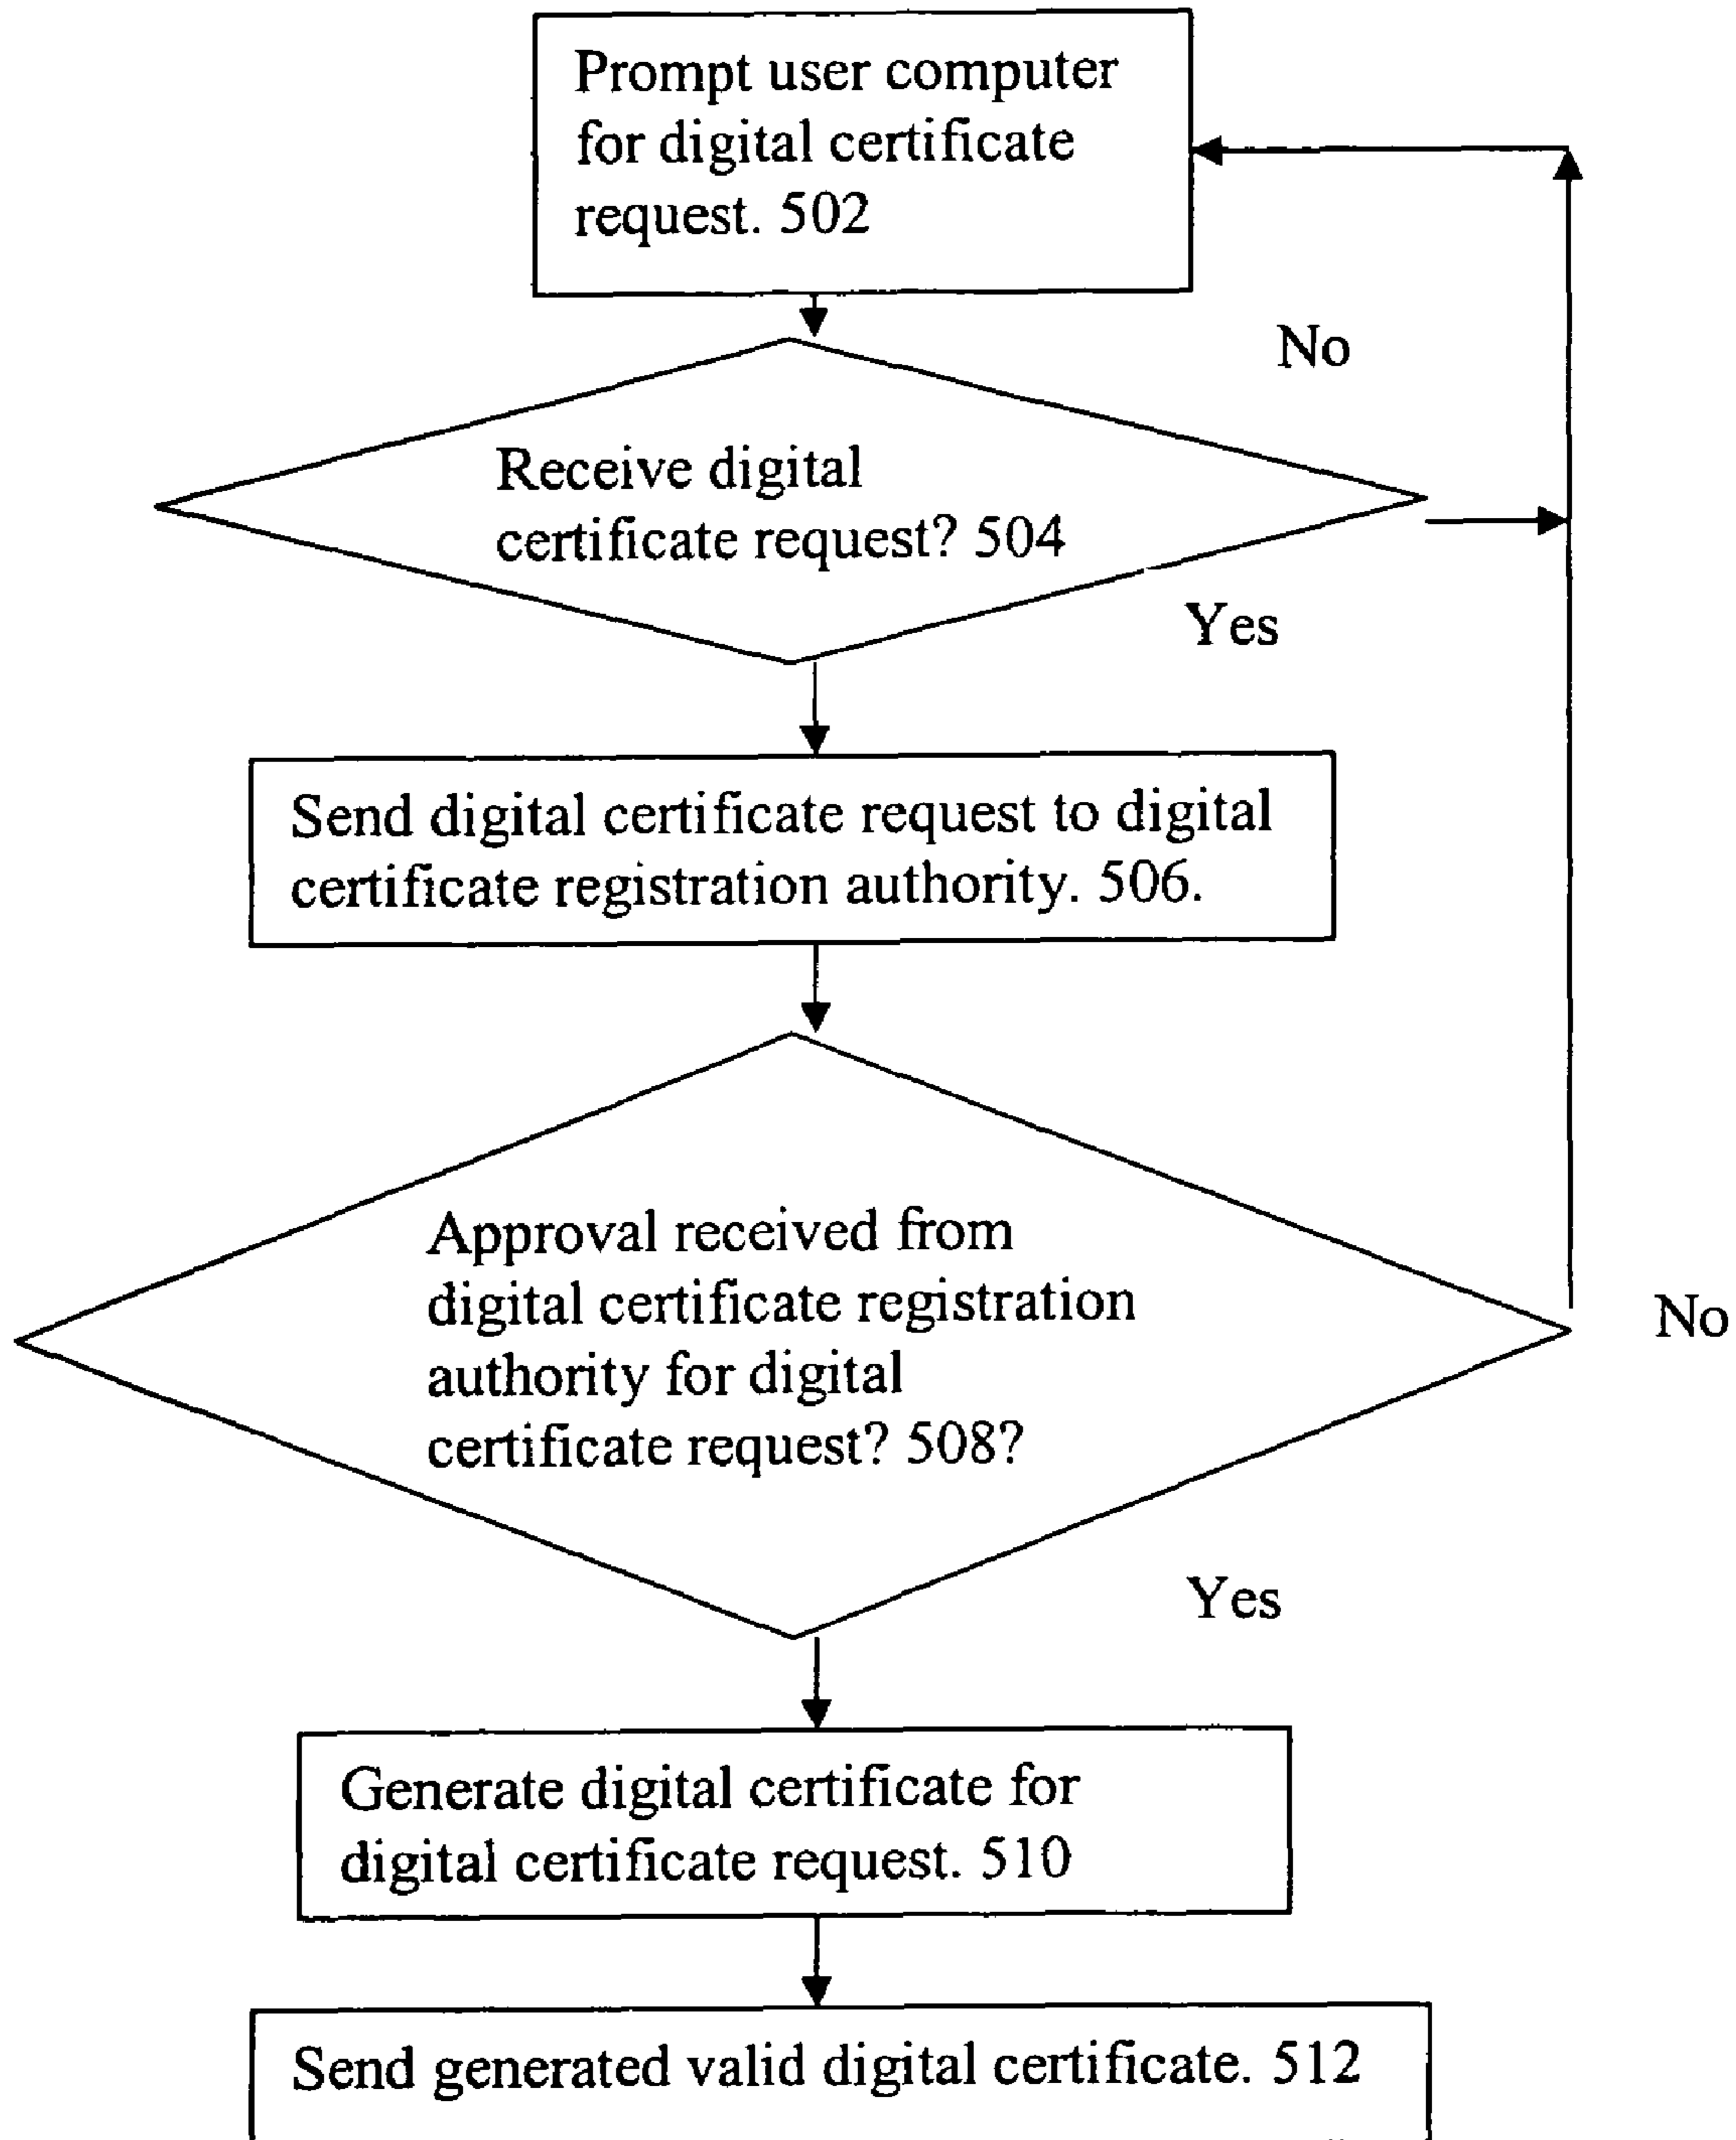 Prompt user computer
for digital certificate
request. 502
No
Receive digital
certificate request? 504
Yes
Send digital certificate request to digital
certificate registration authority. 506.
Approval received from
digital certificate registration
authority for digital
certificate request? 508?
No
Yes
Generate digital certificate for
digital certificate request. 510
Send generated valid digital certificate. 512